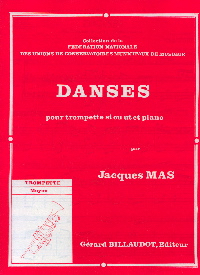 Collection de la
FEDERATION NATIONALE
DES UNIONS DE CONSERVATOIRES MUNICIPAUX DE MUSIQUE
DANSES
pour trompette si ou ut et piano
par
Jacques MAS
TROMPETTE
Moyen
Gérard BILLAUDOT, Editeur